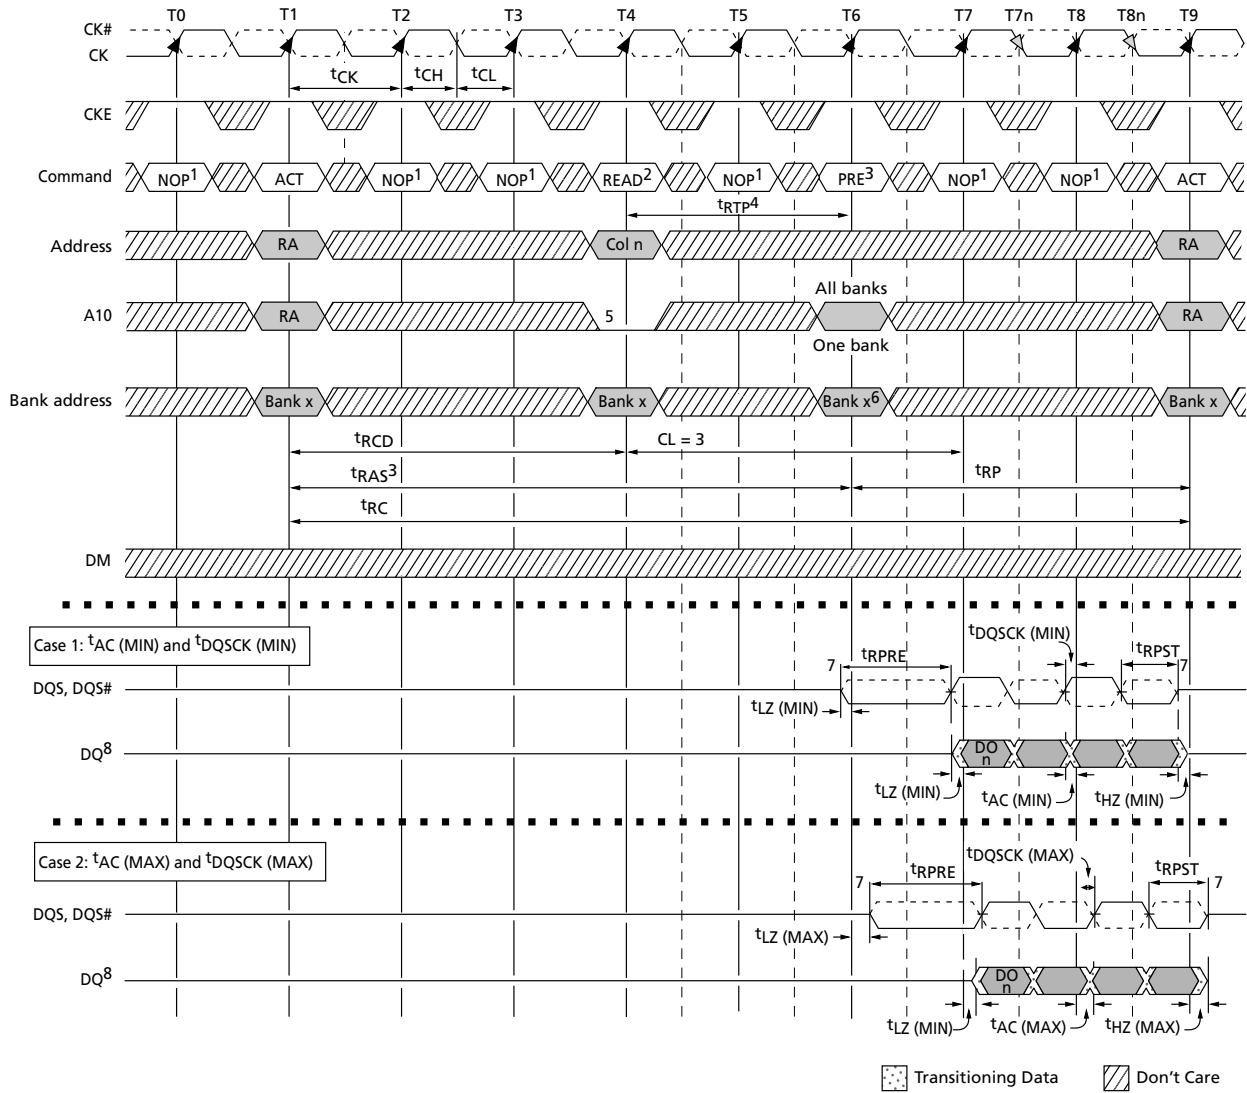 T0 T1 T2 T3 T4 T5 T6 T7 T7n T8 T8n T9
CK#
CK
tCK tCH tCL
CKE
Command NOP1 ACT NOP1 NOP1 READ2 NOP1 PRE3 NOP1 NOP1 ACT
tRTP4
Address RA Col n RA
All banks
A10 RA 5 RA
One bank
Bank address Bank x Bank x Bank x6 Bank x
tRCD CL = 3
tRAS3 tRP
tRC
DM
Case 1: tAC (MIN) and tDQSCK (MIN)
tDQSCK (MIN)
7 tRPRE tRPST 7
DQS, DQS#
tLZ (MIN)
DQ8 DO
n
tLZ (MIN) tAC (MIN) tHZ (MIN)
Case 2: tAC (MAX) and tDQSCK (MAX)
tDQSCK (MAX)
7 tRPRE tRPST 7
DQS, DQS#
tLZ (MAX)
DQ8 DO
n
tLZ (MIN) tAC (MAX) tHZ (MAX)
Transitioning Data Don't Care